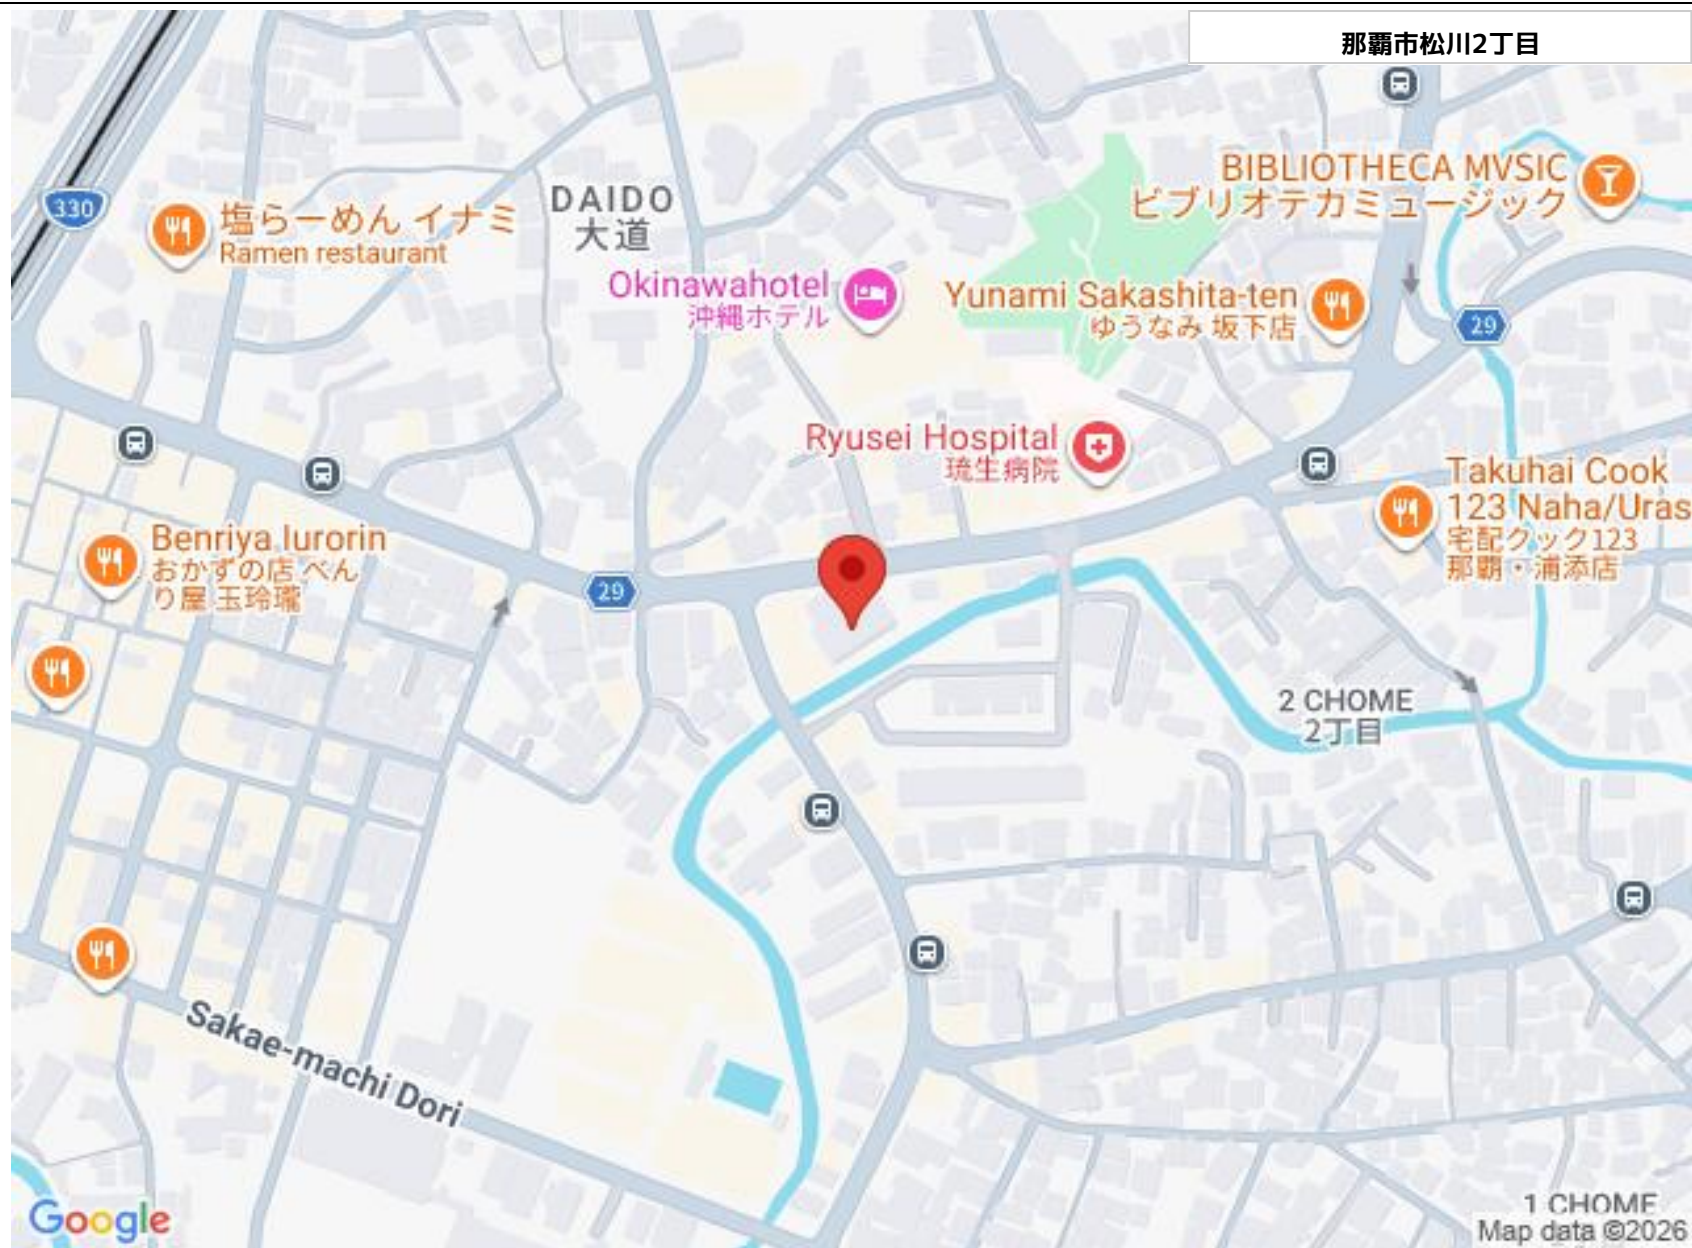 那覇市松川2丁目
330
塩らーめん イナミ
Ramen restaurant
DAIDO
大道
BIBLIOTHECA MVSIC
ビブリオテカミュージック
Okinawahotel
沖縄ホテル
Yunami Sakashita-ten
ゆうなみ 坂下店
29
Ryusei Hospital
琉生病院
Takuhai Cook
123 Naha/Uras
宅配クック123
那覇・浦添店
Benriya Iurorin
おかずの店 べん
り屋 玉玲瓏
29
2 CHOME
2丁目
Sakae-machi Dori
Google
1 CHOME
Map data ©2026